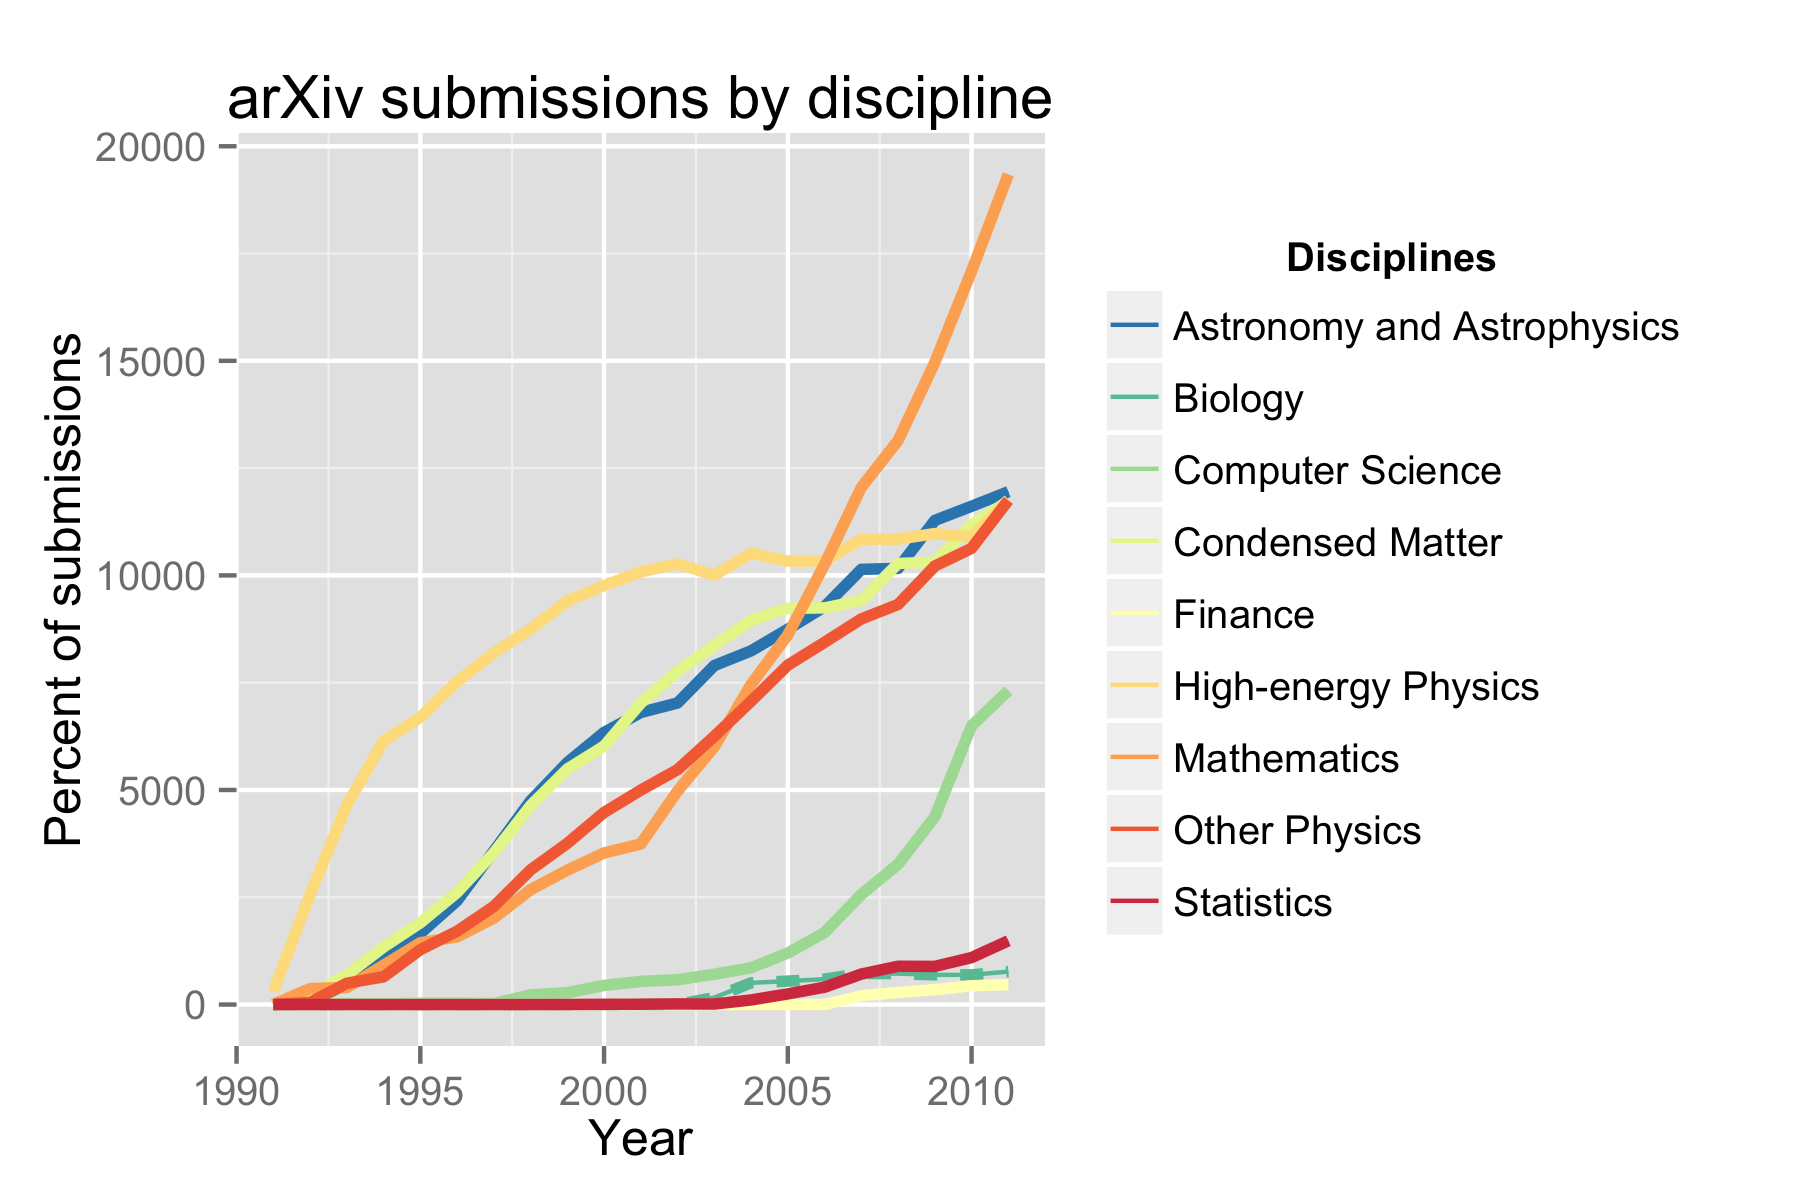 arXiv submissions by discipline
Percent of submissions
20000
15000
10000
5000
0
1990 1995 2000 2005 2010
Year
Disciplines
Astronomy and Astrophysics
Biology
Computer Science
Condensed Matter
Finance
High-energy Physics
Mathematics
Other Physics
Statistics